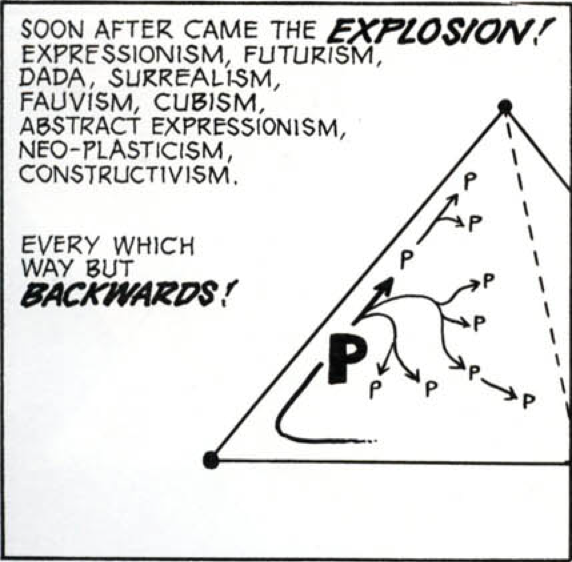 SOON AFTER CAME THE EXPLOSION!
EXPRESSIONISM, FUTURISM,
DADA, SURREALISM,
FAUVISM, CUBISM,
ABSTRACT EXPRESSIONISM,
NEO-PLASTICISM,
CONSTRUCTIVISM.
EVERY WHICH
WAY BUT
BACKWARDS!
P
P
P
P
P
P
P
P
P
P